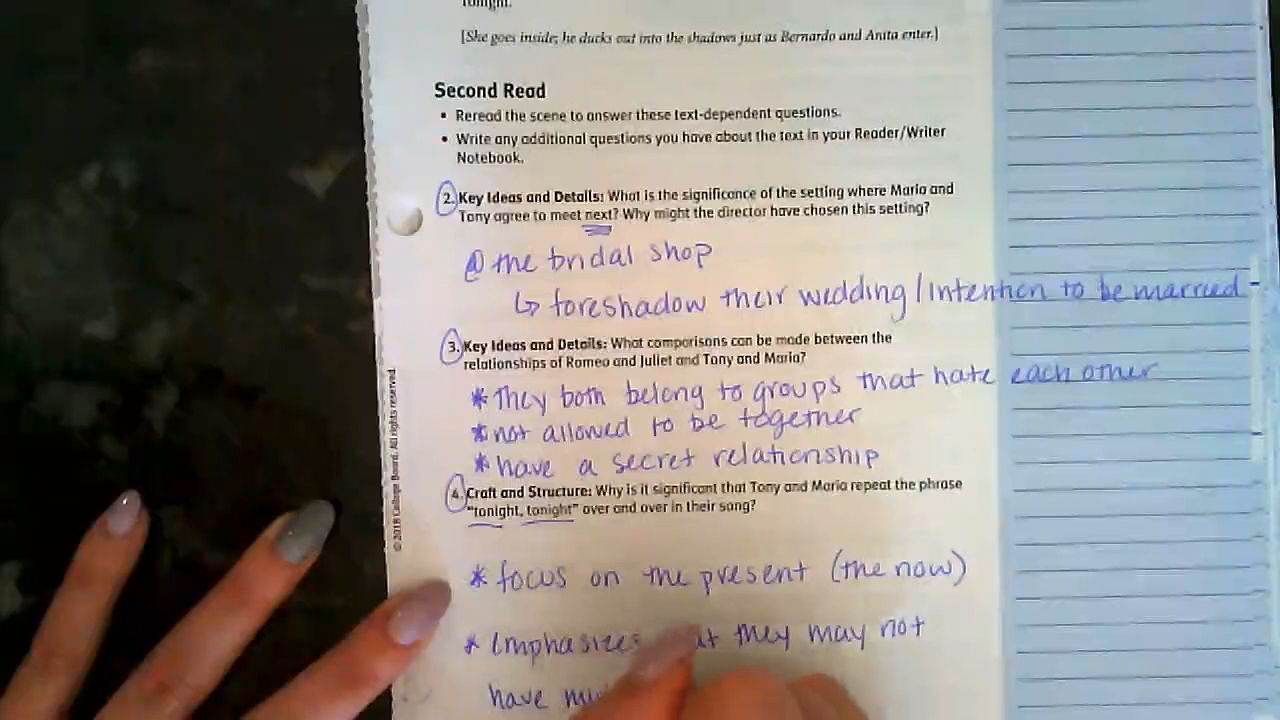 tonight.
[She goes inside; he ducks out into the shadows just as Bernardo and Anita enter.]
Second Read
• Reread the scene to answer these text-dependent questions.
• Write any additional questions you have about the text in your Reader/Writer
Notebook.
2. Key Ideas and Details: What is the significance of the setting where Maria and
Tony agree to meet next? Why might the director have chosen this setting?
@ the bridal shop
↳ foreshadow their wedding/intention to be married
3. Key Ideas and Details: What comparisons can be made between the
relationships of Romeo and Juliet and Tony and Maria?
* They both belong to groups that hate each other
* not allowed to be together
* have a secret relationship
4. Craft and Structure: Why is it significant that Tony and Maria repeat the phrase
"tonight, tonight" over and over in their song?
* focus on the present (the now)
* Emphasizes they may not
have
© 2018 College Board. All rights reserved.